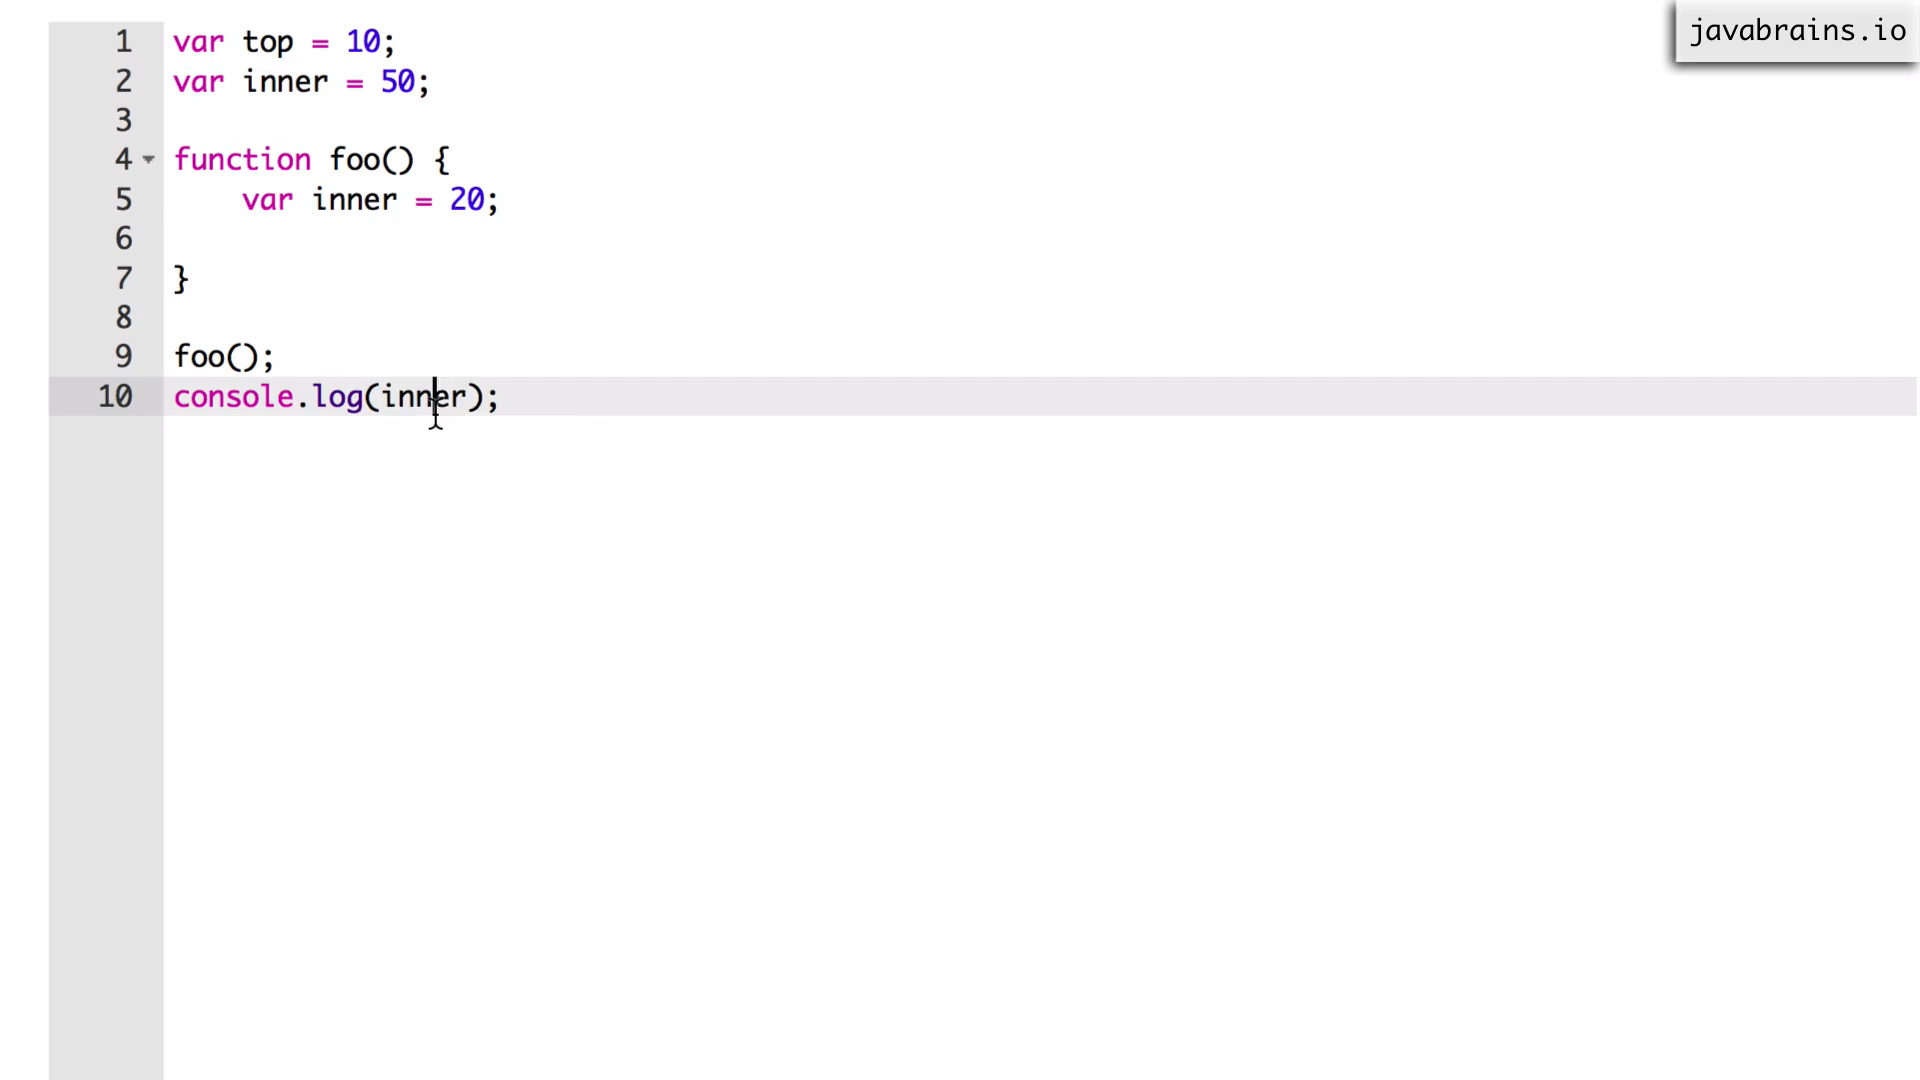 javabrains.io
1 var top = 10;
2 var inner = 50;
3
4 function foo() {
5     var inner = 20;
6
7 }
8
9 foo();
10 console.log(inner);